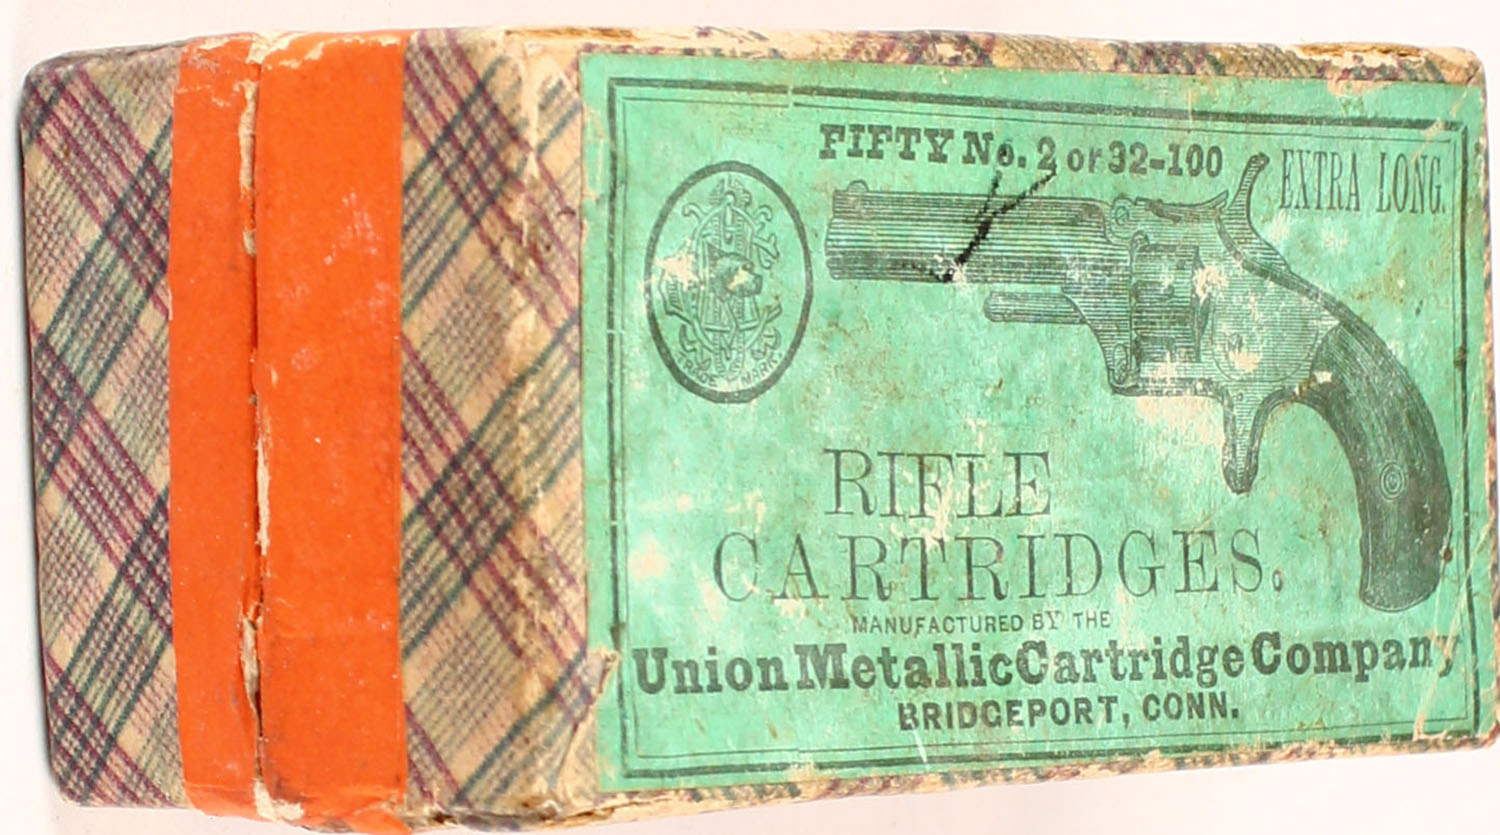 FIFTY No. 2 or 32-100
EXTRA LONG.
TRADE MARK.
RIFLE
CARTRIDGES.
MANUFACTURED BY THE
Union Metallic Cartridge Company
BRIDGEPORT, CONN.